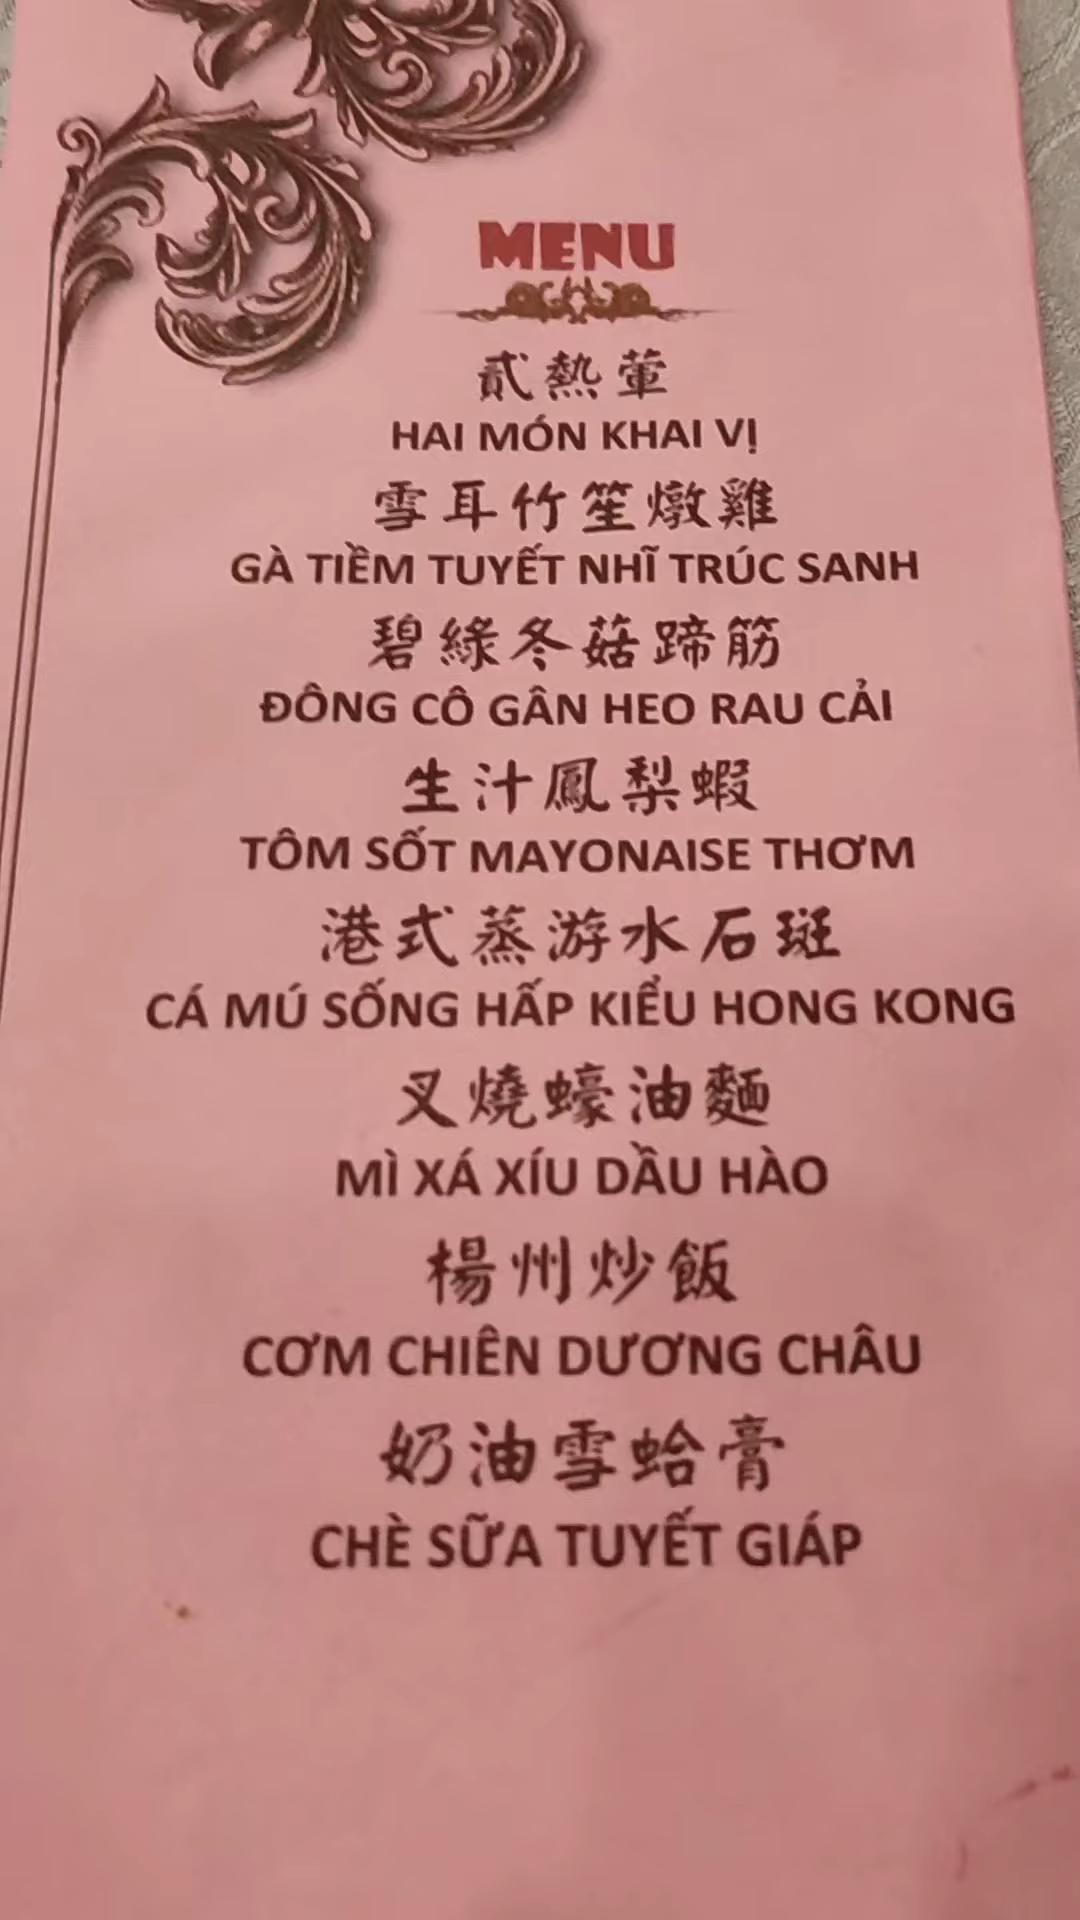 MENU
貳熱葷
HAI MÓN KHAI VỊ
雪耳竹笙燉雞
GÀ TIỀM TUYẾT NHĨ TRÚC SANH
碧綠冬菇蹄筋
ĐÔNG CÔ GÂN HEO RAU CẢI
生汁鳳梨蝦
TÔM SỐT MAYONAISE THƠM
港式蒸游水石斑
CÁ MÚ SỐNG HẤP KIỂU HONG KONG
叉燒蠔油麵
MÌ XÁ XÍU DẦU HÀO
楊州炒飯
CƠM CHIÊN DƯƠNG CHÂU
奶油雪蛤膏
CHÈ SỮA TUYẾT GIÁP